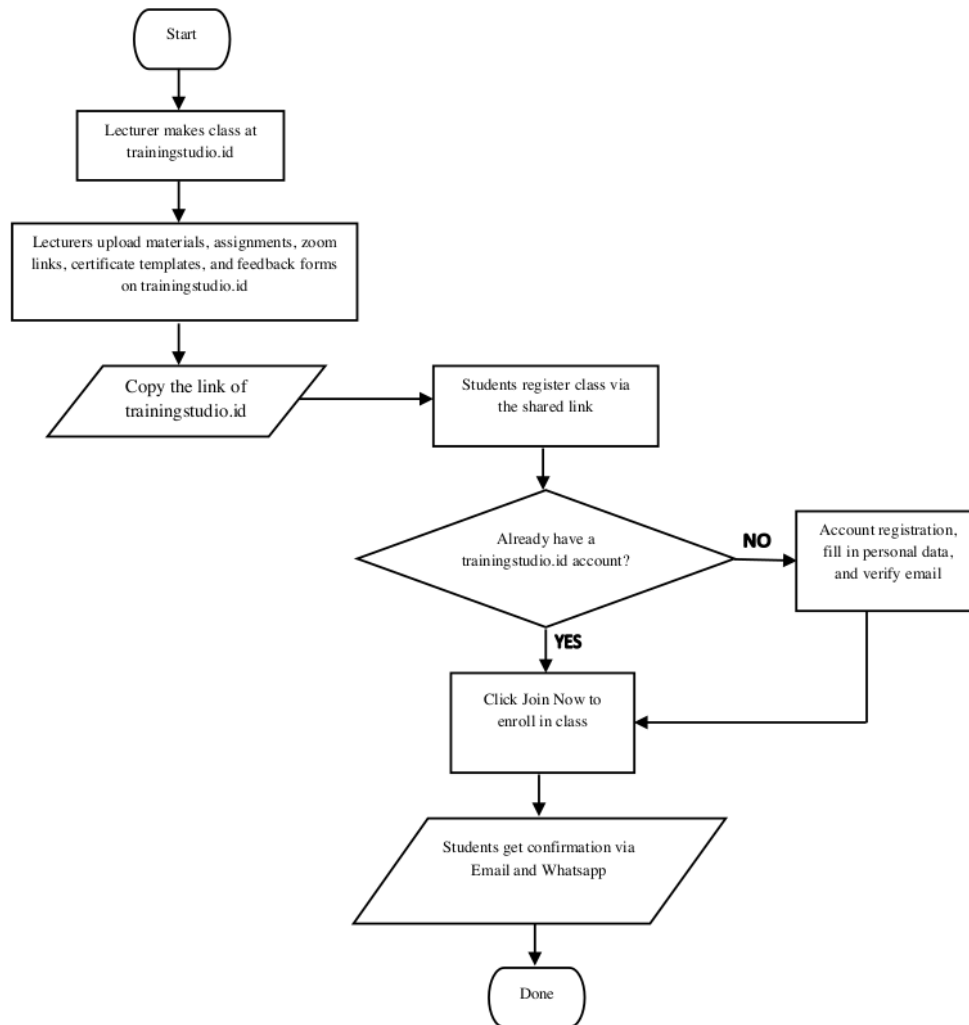 Start
Lecturer makes class at
trainingstudio.id
Lecturers upload materials, assignments, zoom
links, certificate templates, and feedback forms
on trainingstudio.id
Copy the link of
trainingstudio.id
Students register class via
the shared link
Already have a
trainingstudio.id account?
NO
Account registration,
fill in personal data,
and verify email
YES
Click Join Now to
enroll in class
Students get confirmation via
Email and Whatsapp
Done